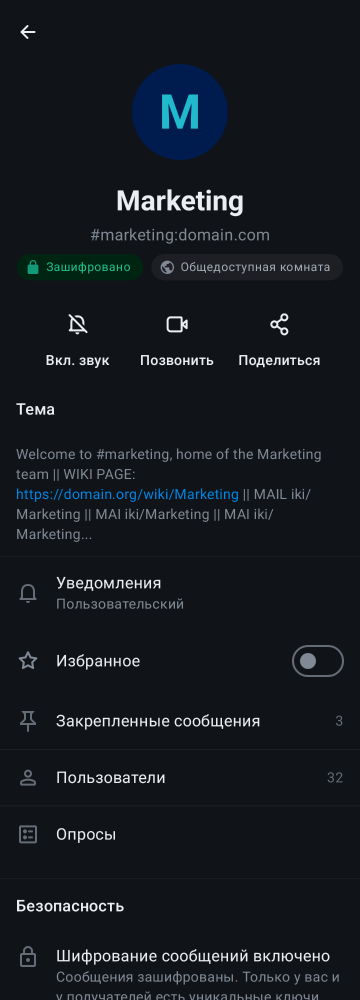 M
Marketing
#marketing:domain.com
Зашифровано
Общедоступная комната
Вкл. звук
Позвонить
Поделиться
Тема
Welcome to #marketing, home of the Marketing
team || WIKI PAGE:
https://domain.org/wiki/Marketing || MAIL iki/
Marketing || MAI iki/Marketing || MAI iki/
Marketing...
Уведомления
Пользовательский
Избранное
Закрепленные сообщения 3
Пользователи 32
Опросы
Безопасность
Шифрование сообщений включено
Сообщения зашифрованы. Только у вас и
у получателей есть уникальные ключи